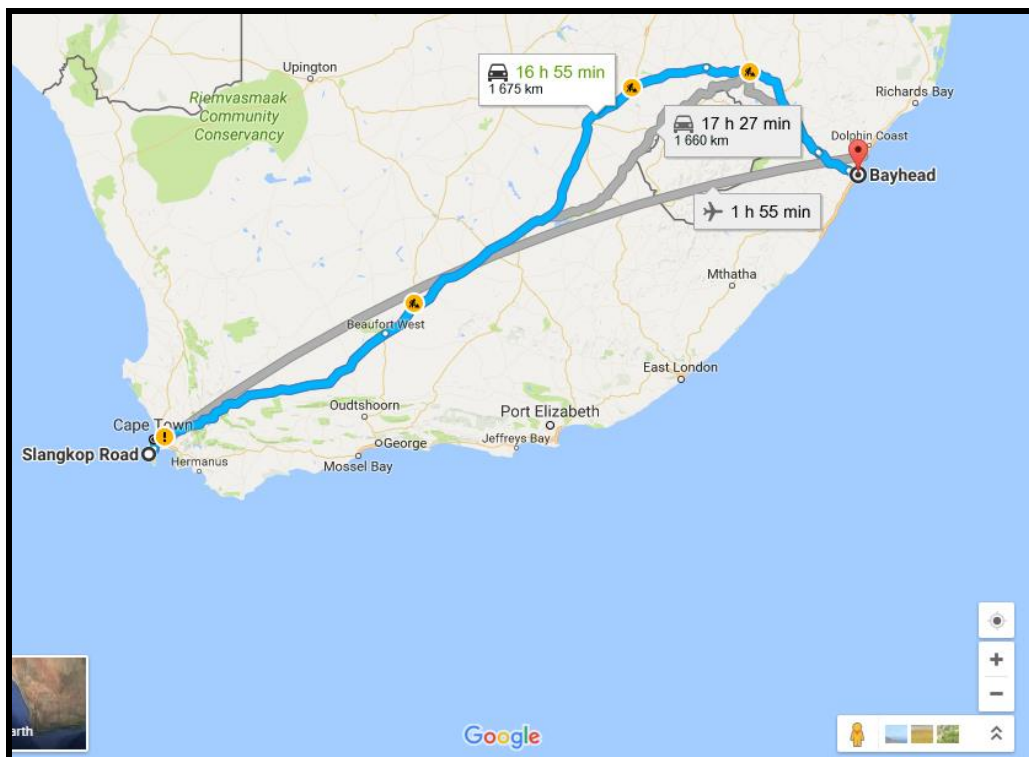 Upington
Riemvasmaak
Community
Conservancy
16 h 55 min
1 675 km
Richards Bay
17 h 27 min
1 660 km
Dolphin Coast
Bayhead
1 h 55 min
Mthatha
Beaufort West
East London
Oudtshoorn
Port Elizabeth
Cape Town
George
Jeffreys Bay
Slangkop Road
Hermanus
Mossel Bay
arth
Google